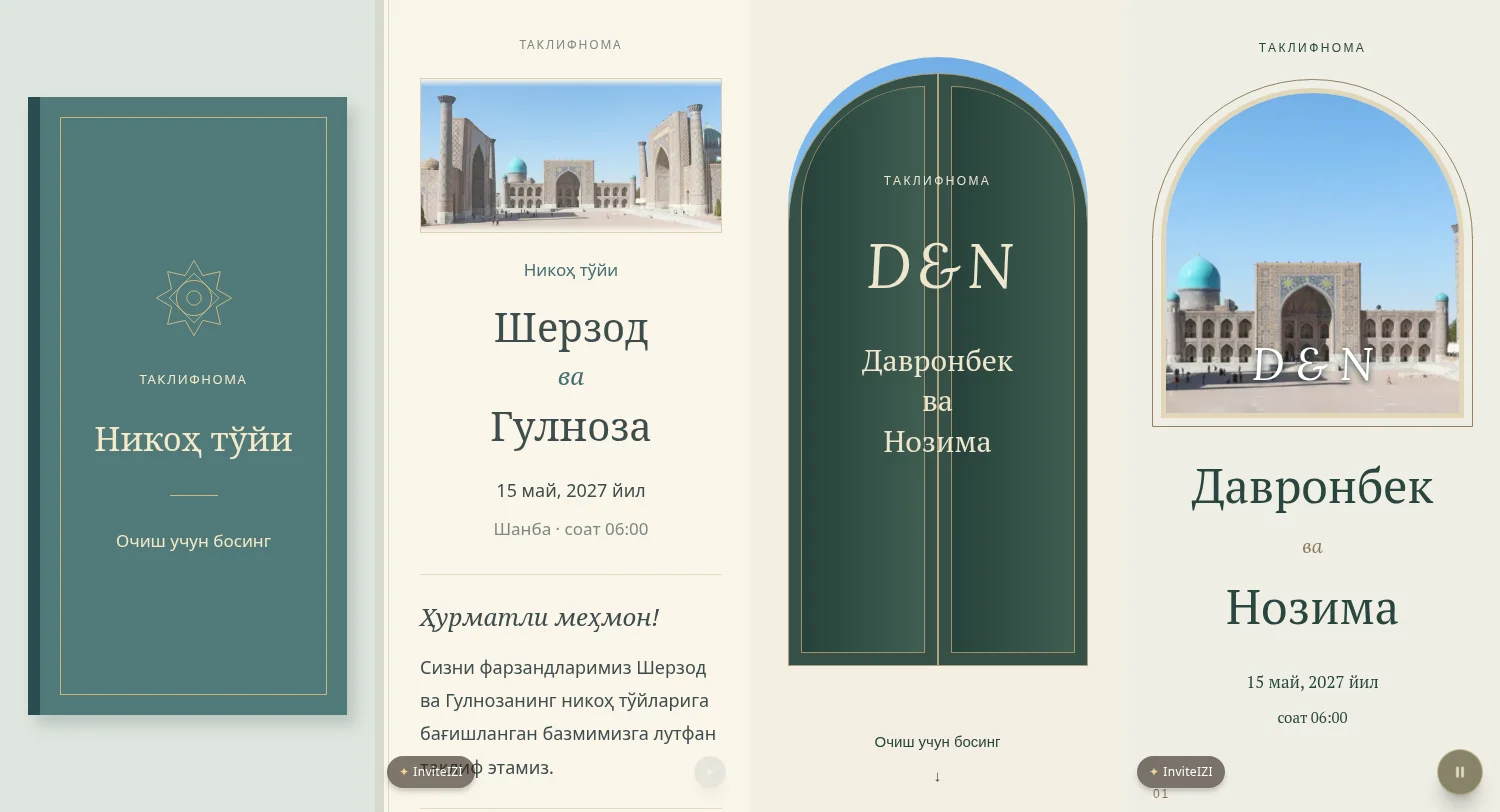 ТАКЛИФНОМА
Никоҳ тўйи
Очиш учун босинг
ТАКЛИФНОМА
Никоҳ тўйи
Шерзод
ва
Гулноза
15 май, 2027 йил
Шанба · соат 06:00
Ҳурматли меҳмон!
Сизни фарзандларимиз Шерзод
ва Гулнозанинг никоҳ тўйларига
бағишланган базмимизга лутфан
таклиф этамиз.
✦ InviteIZI
ТАКЛИФНОМА
D&N
Давронбек
ва
Нозима
Очиш учун босинг
↓
ТАКЛИФНОМА
D & N
Давронбек
ва
Нозима
15 май, 2027 йил
соат 06:00
✦ InviteIZI
01